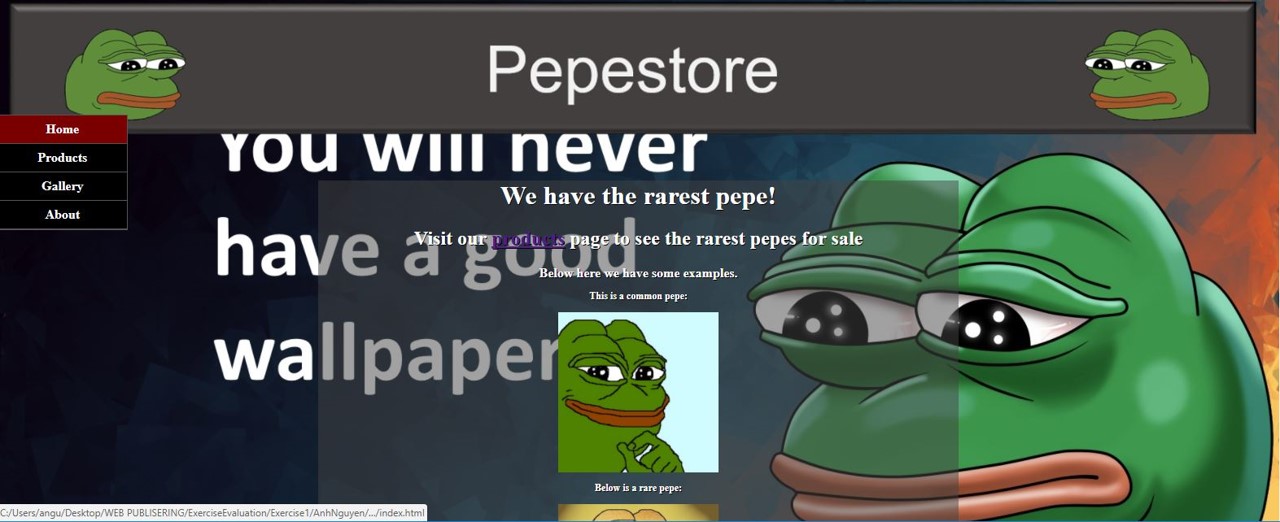 Pepestore
Home
Products
Gallery
About
You will never
have a good
wallpaper
We have the rarest pepe!
Visit our products page to see the rarest pepes for sale
Below here we have some examples.
This is a common pepe:
Below is a rare pepe:
C:/Users/angu/Desktop/WEB PUBLISERING/ExerciseEvaluation/Exercise1/AnhNguyen/.../index.html